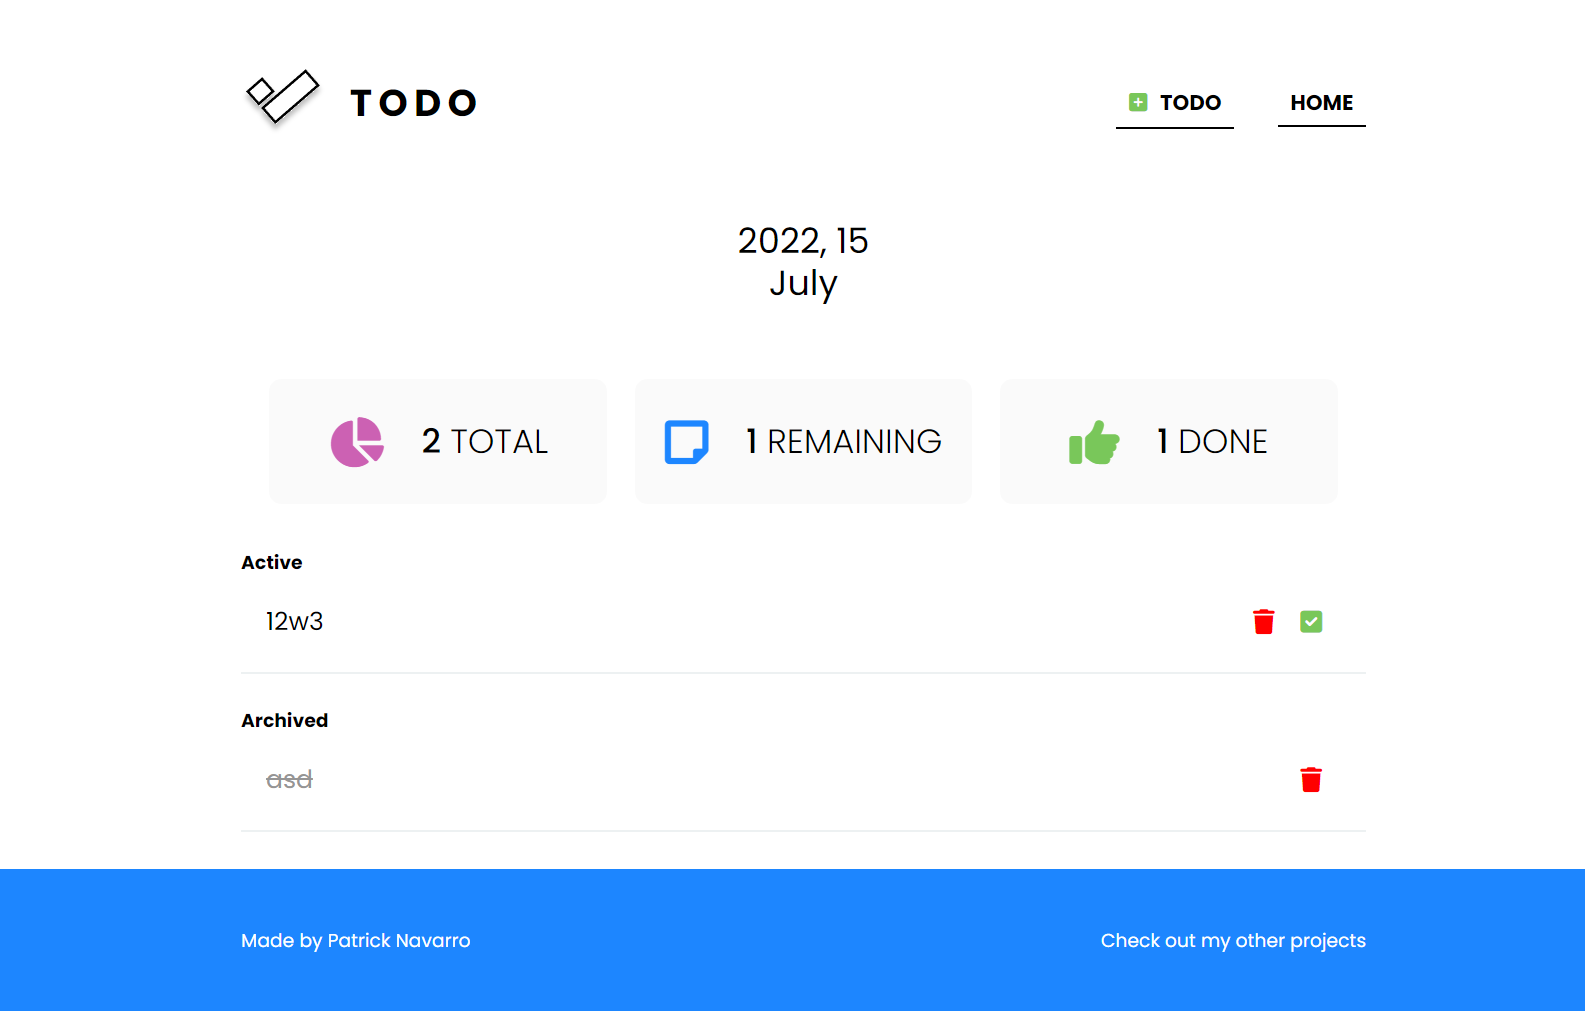 TODO
TODO
HOME
2022, 15
July
2 TOTAL
1 REMAINING
1 DONE
Active
12w3
Archived
asd
Made by Patrick Navarro
Check out my other projects